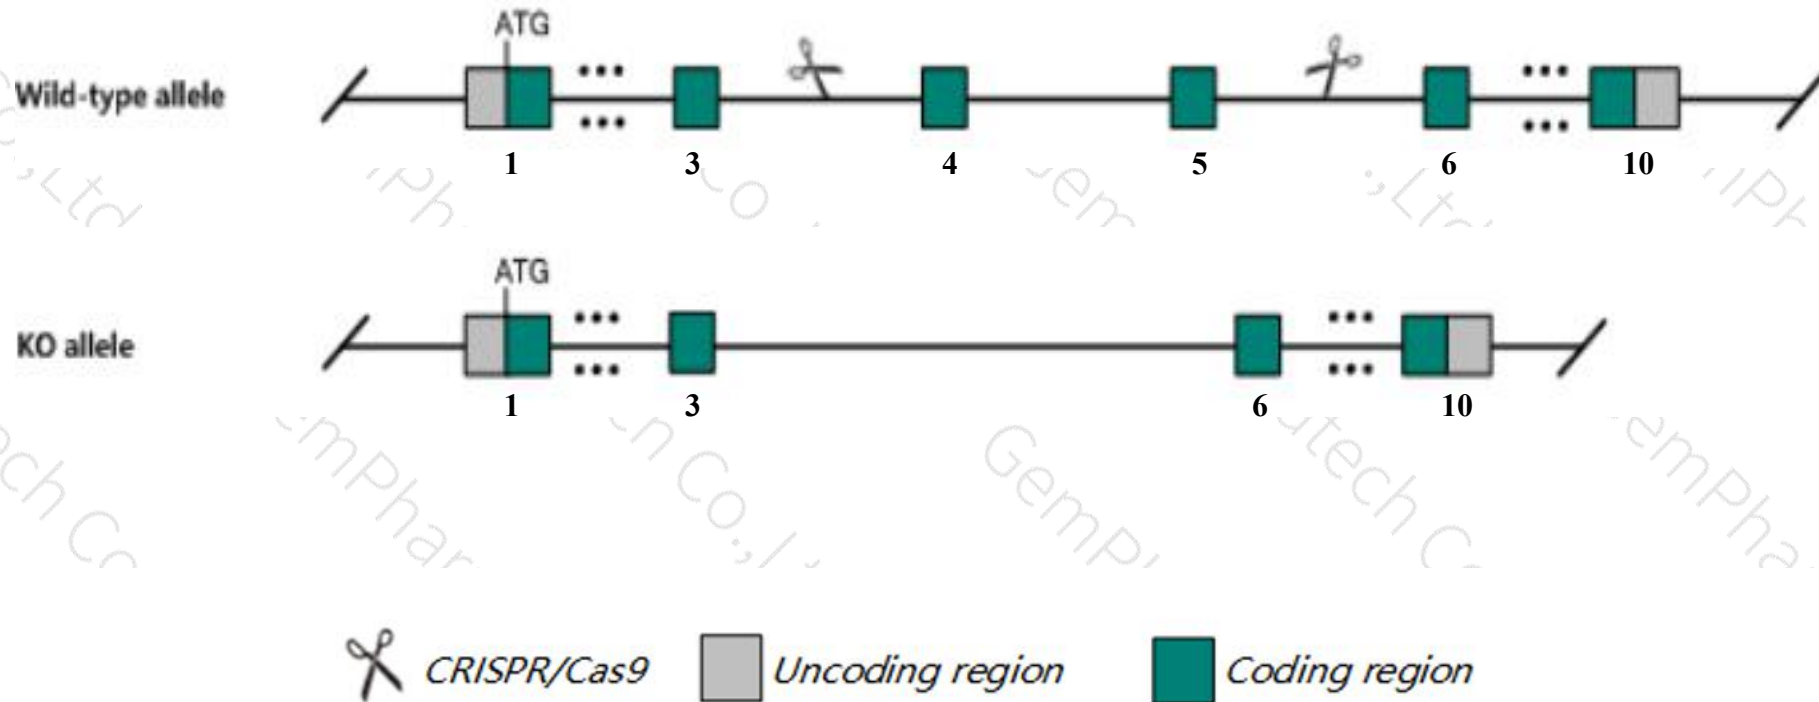 ATG
Wild-type allele
1 3 4 5 6 10
ATG
KO allele
1 3 6 10
GemPh
CRISPR/Cas9 Uncoding region Coding region